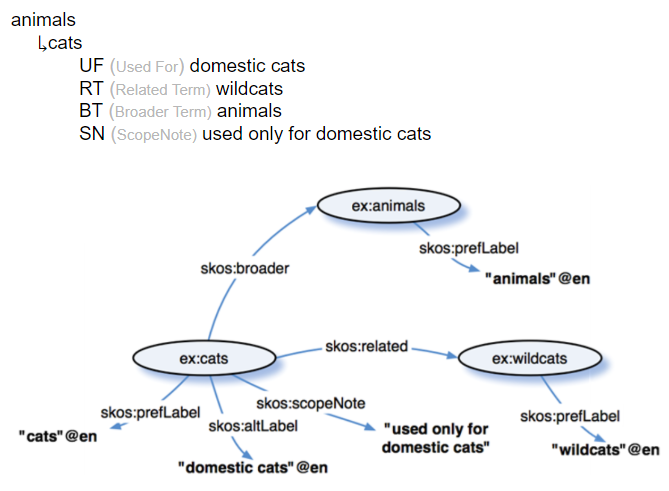 animals
↳cats
UF (Used For) domestic cats
RT (Related Term) wildcats
BT (Broader Term) animals
SN (ScopeNote) used only for domestic cats
ex:animals
skos:prefLabel
"animals"@en
skos:broader
ex:cats
skos:related
ex:wildcats
skos:prefLabel
"cats"@en
skos:altLabel
"domestic cats"@en
skos:scopeNote
"used only for
domestic cats"
skos:prefLabel
"wildcats"@en